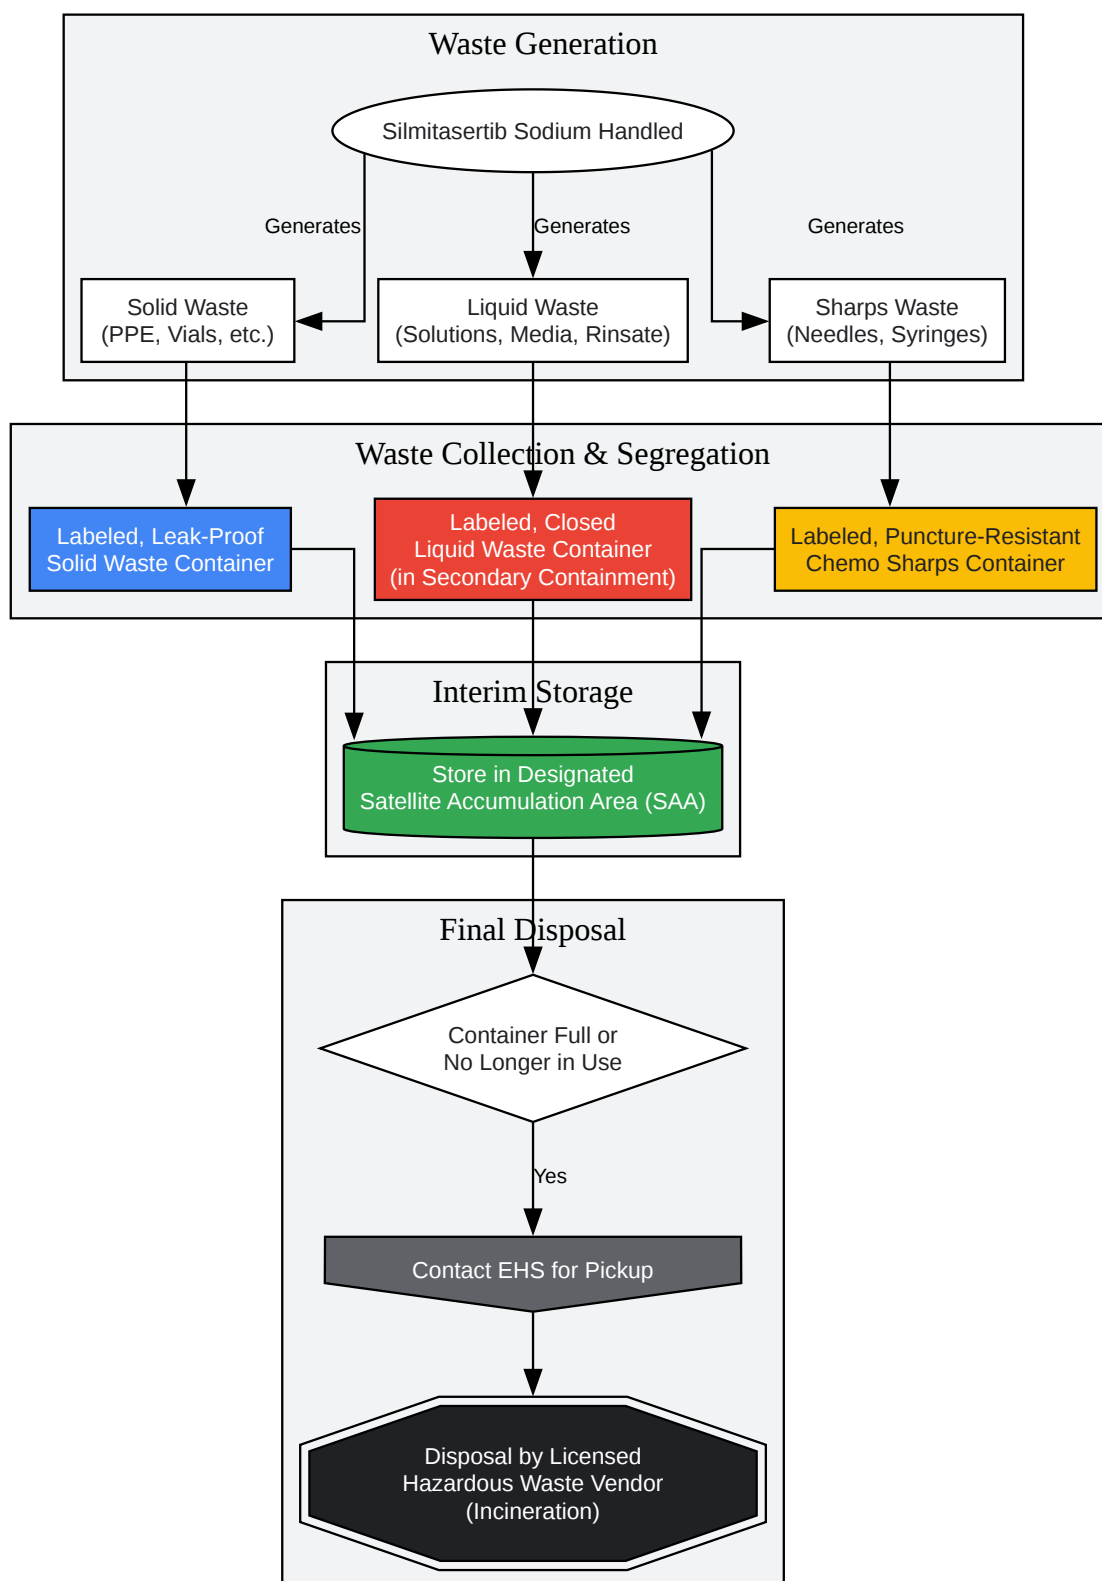 Waste Generation
Silmitasertib Sodium Handled
Generates
Generates
Generates
Solid Waste
(PPE, Vials, etc.)
Liquid Waste
(Solutions, Media, Rinsate)
Sharps Waste
(Needles, Syringes)
Waste Collection & Segregation
Labeled, Leak-Proof
Solid Waste Container
Labeled, Closed
Liquid Waste Container
(in Secondary Containment)
Labeled, Puncture-Resistant
Chemo Sharps Container
Interim Storage
Store in Designated
Satellite Accumulation Area (SAA)
Final Disposal
Container Full or
No Longer in Use
Yes
Contact EHS for Pickup
Disposal by Licensed
Hazardous Waste Vendor
(Incineration)